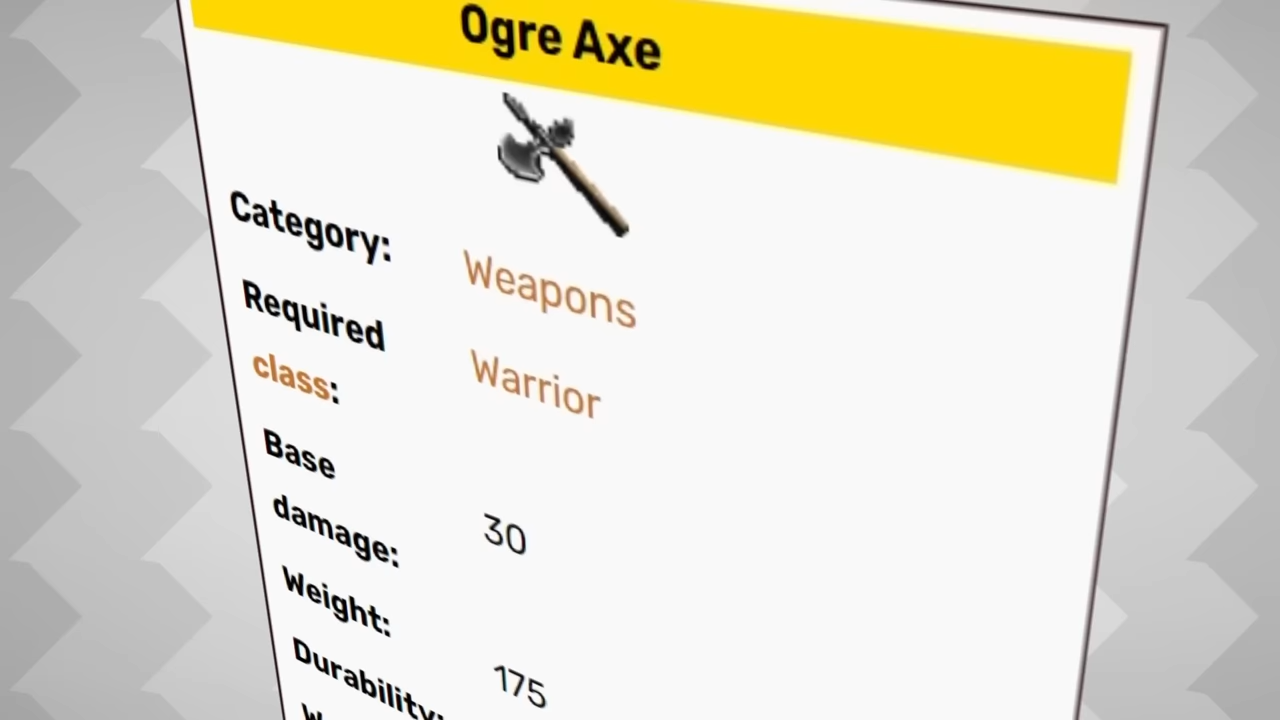 Ogre Axe
Category: Weapons
Required
class: Warrior
Base
damage: 30
Weight: 175
Durability: